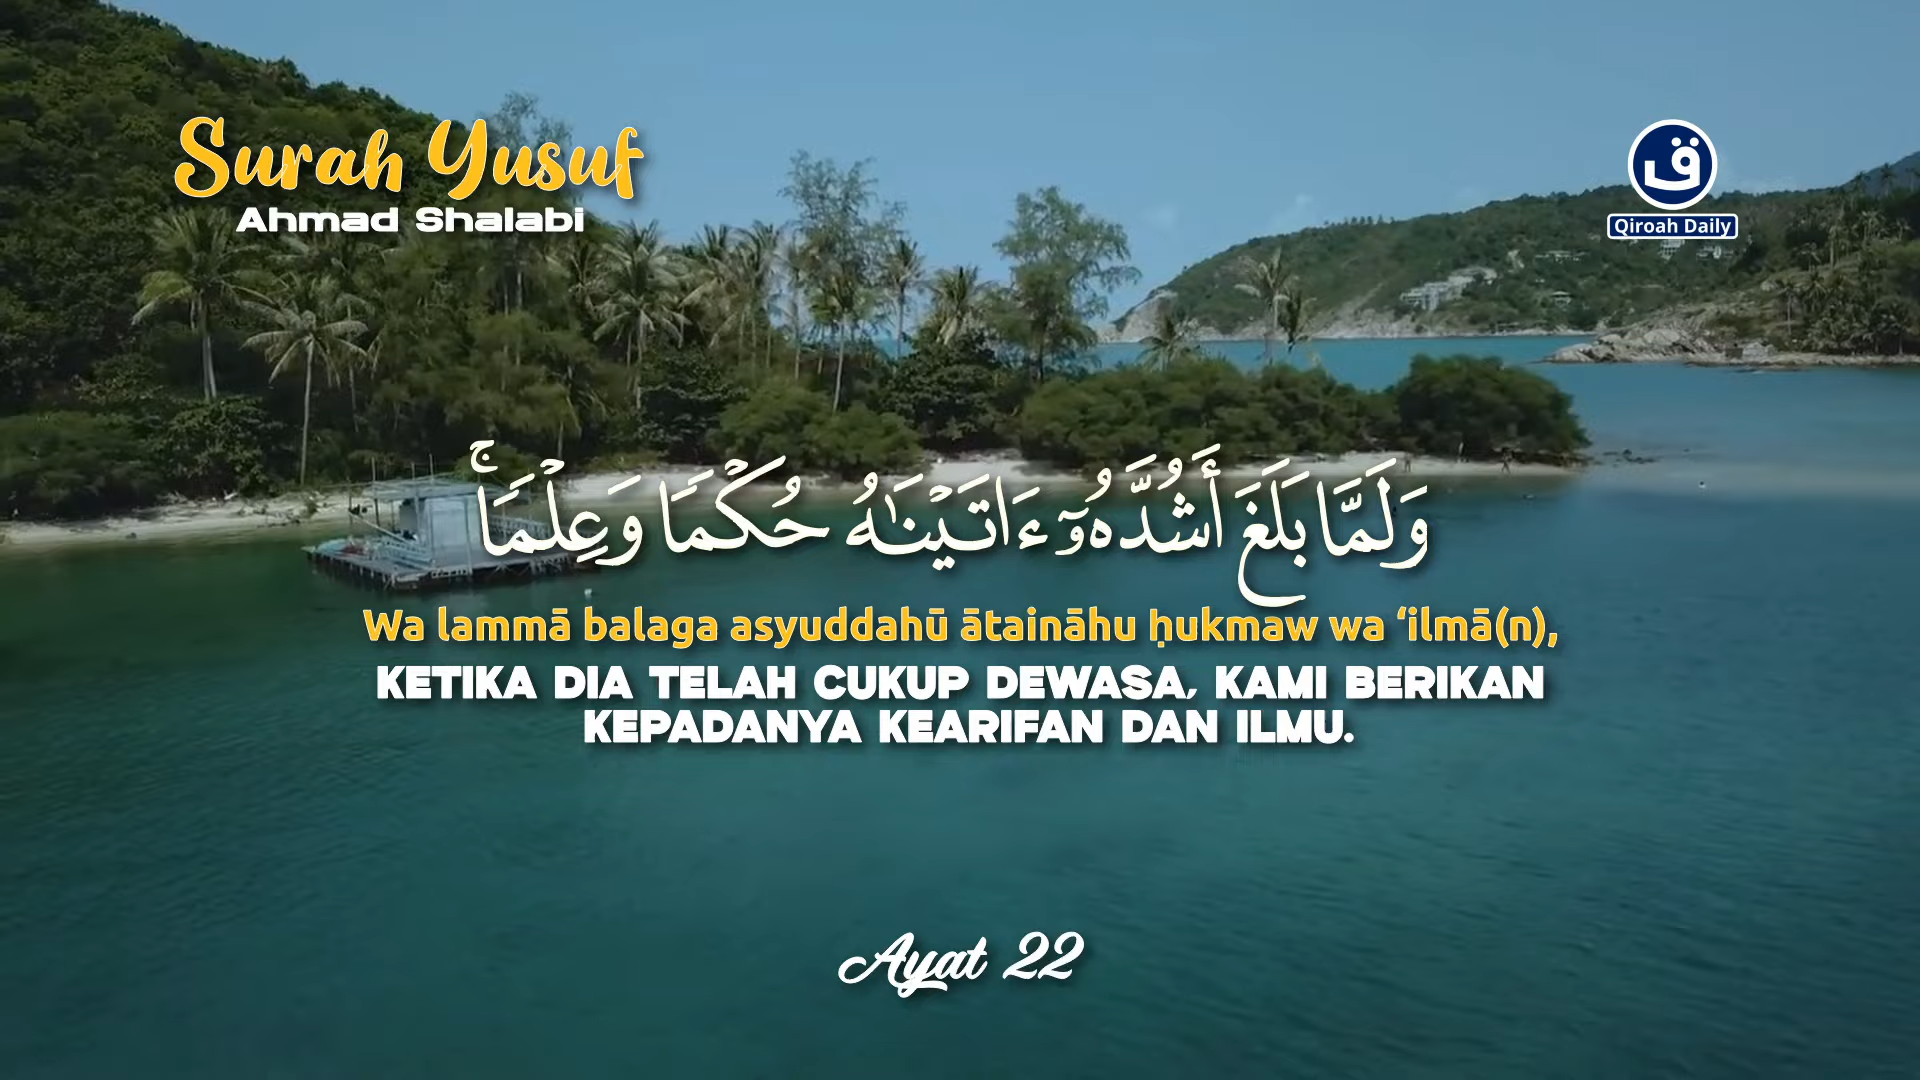 Surah Yusuf
Ahmad Shalabi
ق
Qiroah Daily
وَلَمَّا بَلَغَ أَشُدَّهُۥٓ ءَاتَيْنَٰهُ حُكْمًا وَعِلْمًاۚ
Wa lammā balaga asyuddahū ātaināhu ḥukmaw wa ‘ilmā(n),
KETIKA DIA TELAH CUKUP DEWASA, KAMI BERIKAN
KEPADANYA KEARIFAN DAN ILMU.
Ayat 22